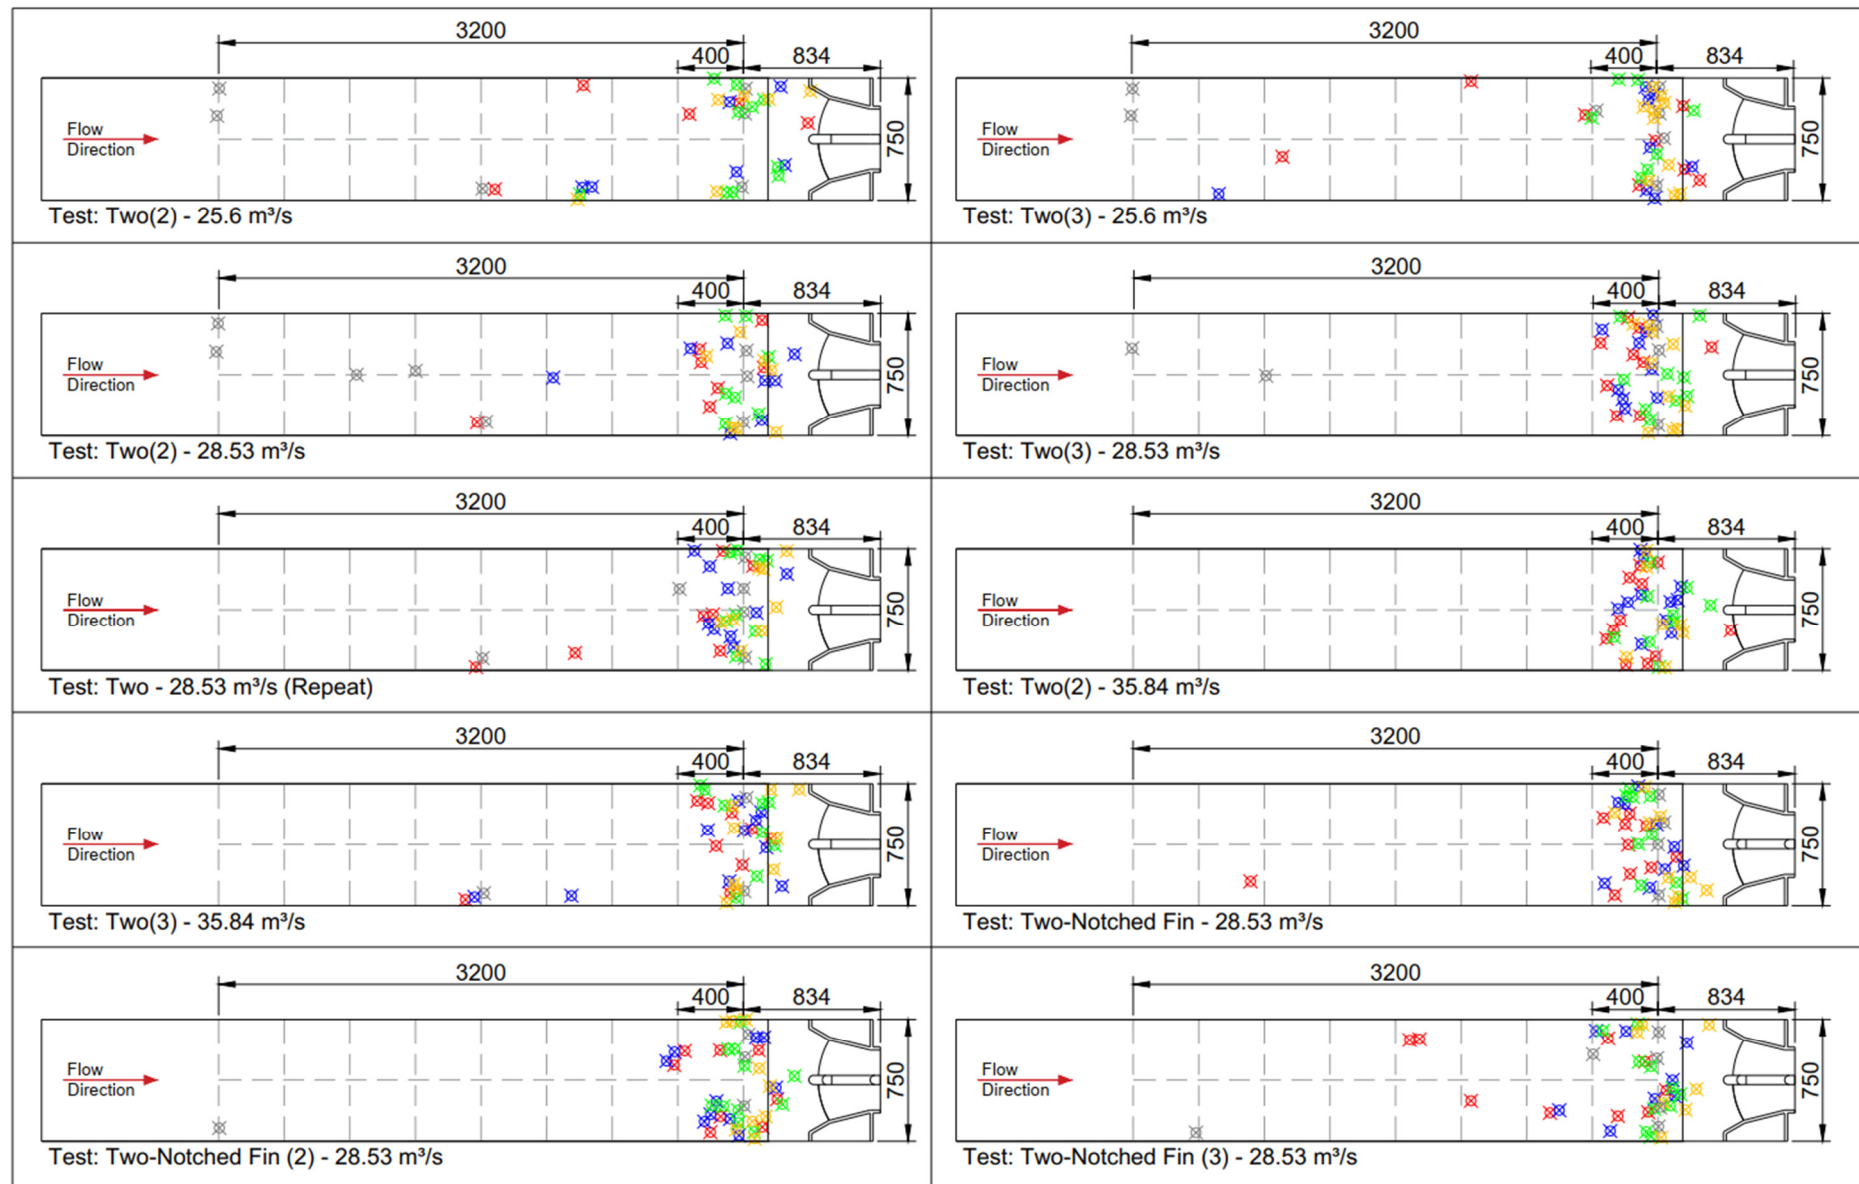 3200
400
834
Flow
Direction
750
Test: Two(2) - 25.6 m³/s
3200
400
834
Flow
Direction
750
Test: Two(3) - 25.6 m³/s
3200
400
834
Flow
Direction
750
Test: Two(2) - 28.53 m³/s
3200
400
834
Flow
Direction
750
Test: Two(3) - 28.53 m³/s
3200
400
834
Flow
Direction
750
Test: Two - 28.53 m³/s (Repeat)
3200
400
834
Flow
Direction
750
Test: Two(2) - 35.84 m³/s
3200
400
834
Flow
Direction
750
Test: Two(3) - 35.84 m³/s
3200
400
834
Flow
Direction
750
Test: Two-Notched Fin - 28.53 m³/s
3200
400
834
Flow
Direction
750
Test: Two-Notched Fin (2) - 28.53 m³/s
3200
400
834
Flow
Direction
750
Test: Two-Notched Fin (3) - 28.53 m³/s